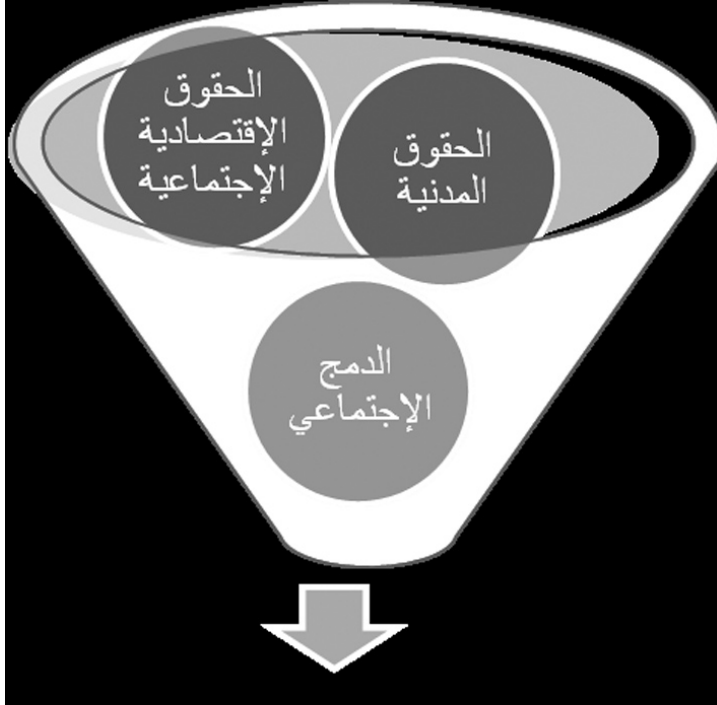 الحقوق
الإقتصادية
الإجتماعية
الحقوق
المدنية
الدمج
الإجتماعي